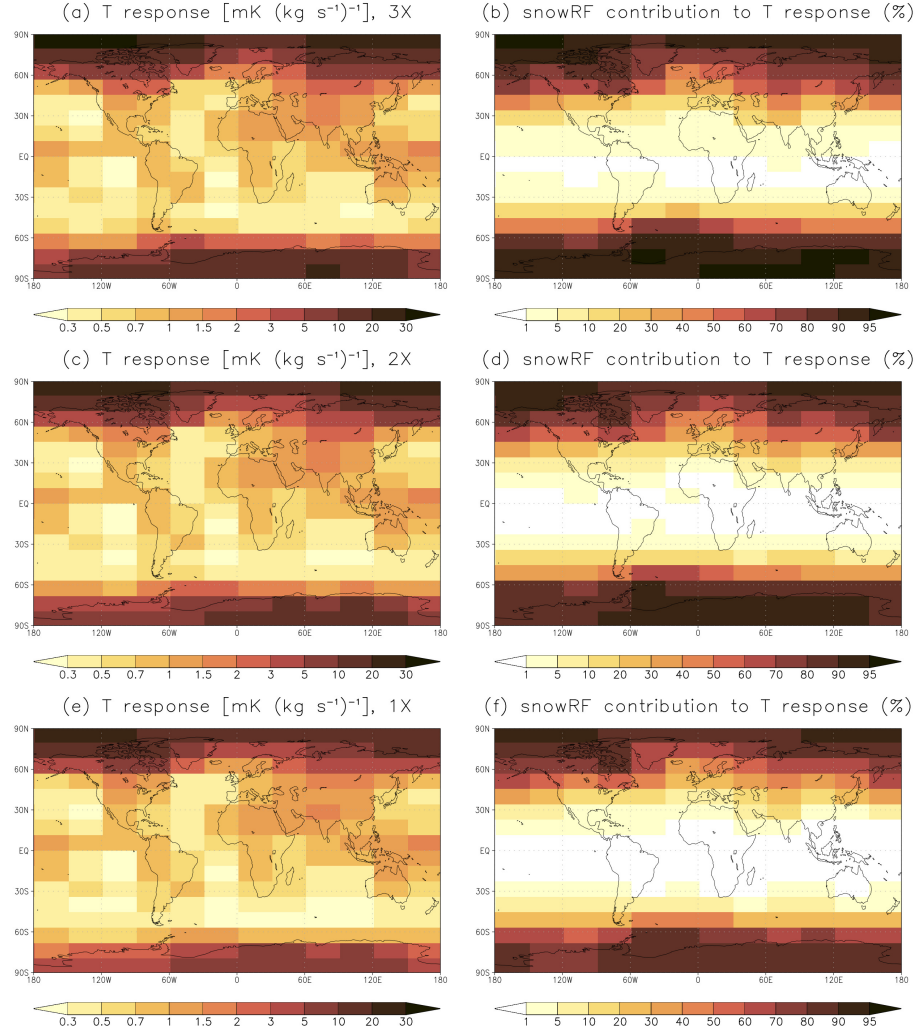 (a) T response [mK (kg s⁻¹)⁻¹], 3X
(b) snowRF contribution to T response (%)
90N 90N
60N 60N
30N 30N
EQ EQ
30S 30S
60S 60S
90S 90S
180 120W 60W 0 60E 120E 180 180 120W 60W 0 60E 120E 180
0.3 0.5 0.7 1 1.5 2 3 5 10 20 30
1 5 10 20 30 40 50 60 70 80 90 95
(c) T response [mK (kg s⁻¹)⁻¹], 2X
(d) snowRF contribution to T response (%)
90N 90N
60N 60N
30N 30N
EQ EQ
30S 30S
60S 60S
90S 90S
180 120W 60W 0 60E 120E 180 180 120W 60W 0 60E 120E 180
0.3 0.5 0.7 1 1.5 2 3 5 10 20 30
1 5 10 20 30 40 50 60 70 80 90 95
(e) T response [mK (kg s⁻¹)⁻¹], 1X
(f) snowRF contribution to T response (%)
90N 90N
60N 60N
30N 30N
EQ EQ
30S 30S
60S 60S
90S 90S
180 120W 60W 0 60E 120E 180 180 120W 60W 0 60E 120E 180
0.3 0.5 0.7 1 1.5 2 3 5 10 20 30
1 5 10 20 30 40 50 60 70 80 90 95